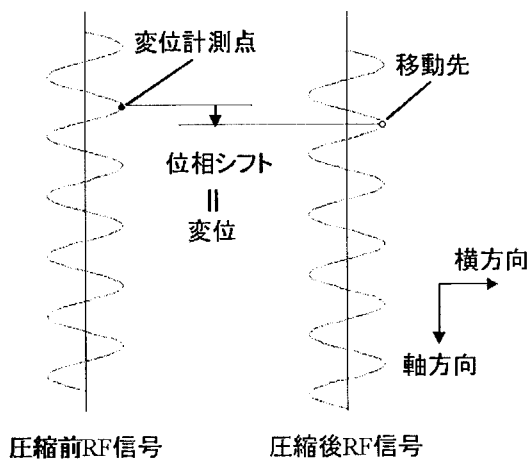 変位計測点
移動先
位相シフト
||
変位
横方向
軸方向
圧縮前RF信号
圧縮後RF信号